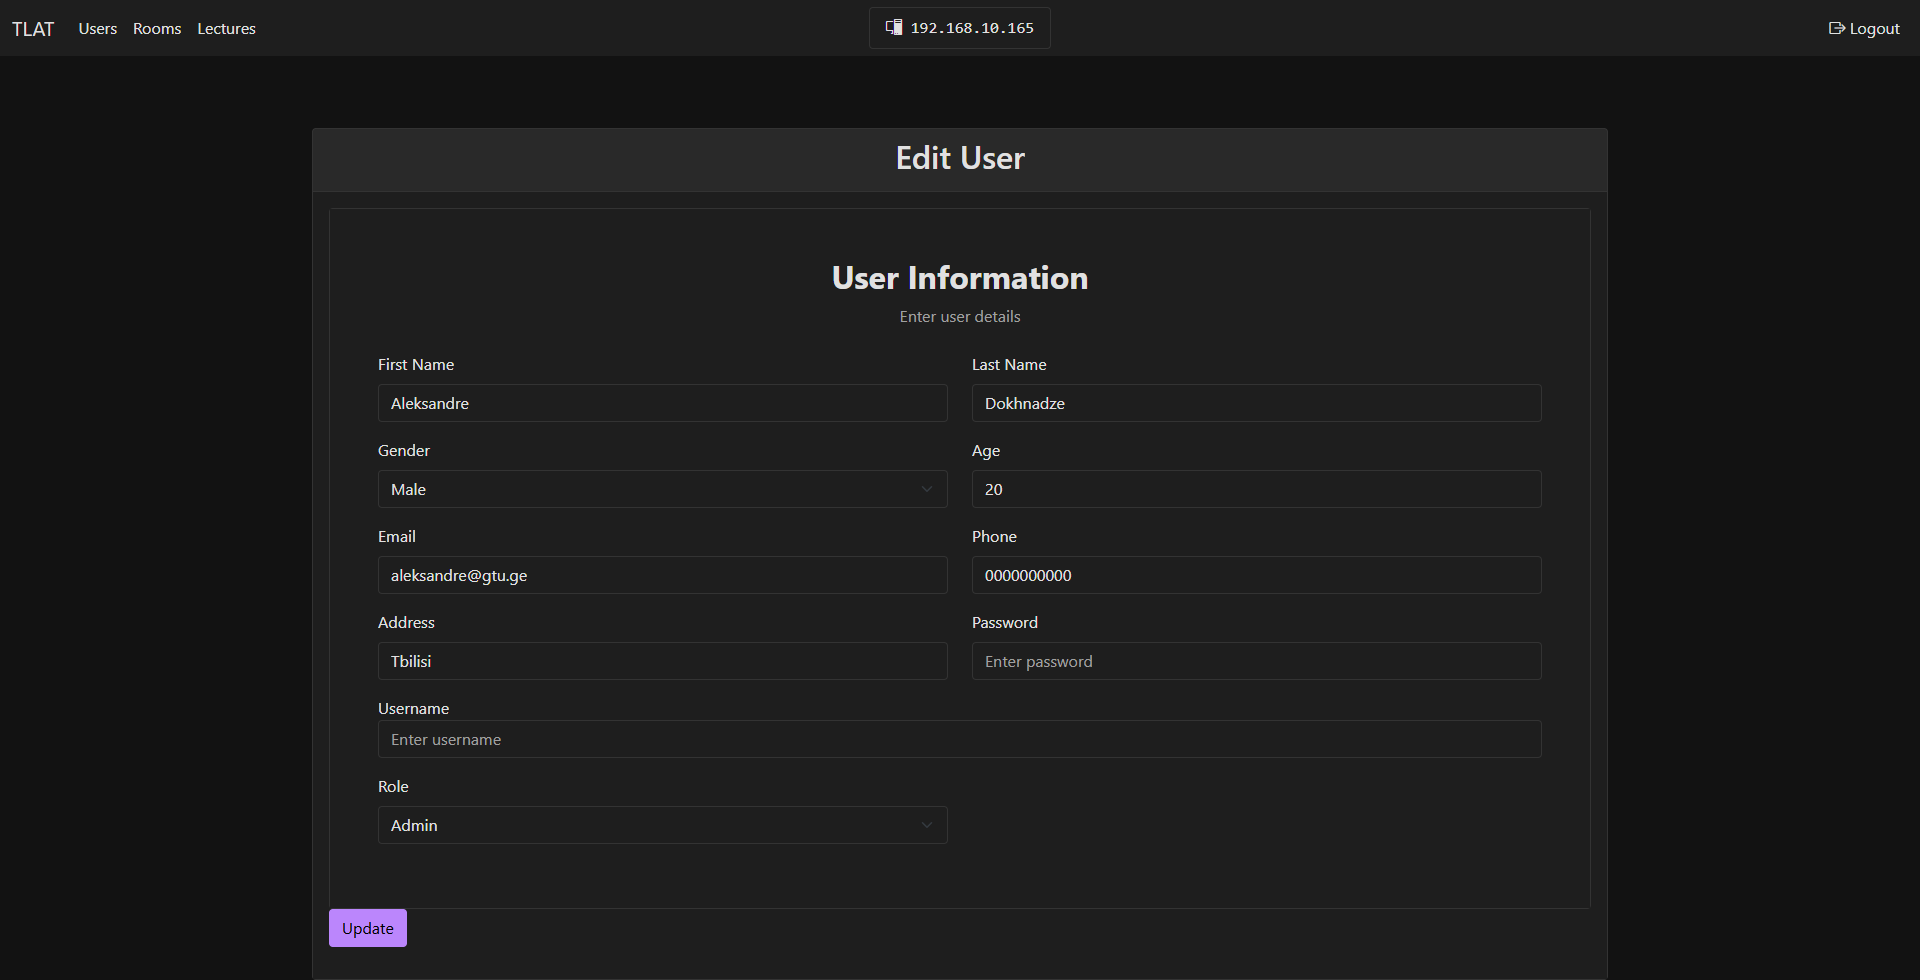 TLAT Users Rooms Lectures 192.168.10.165 Logout
Edit User
User Information
Enter user details
First Name Last Name
Aleksandre Dokhnadze
Gender Age
Male 20
Email Phone
aleksandre@gtu.ge 0000000000
Address Password
Tbilisi Enter password
Username
Enter username
Role
Admin
Update